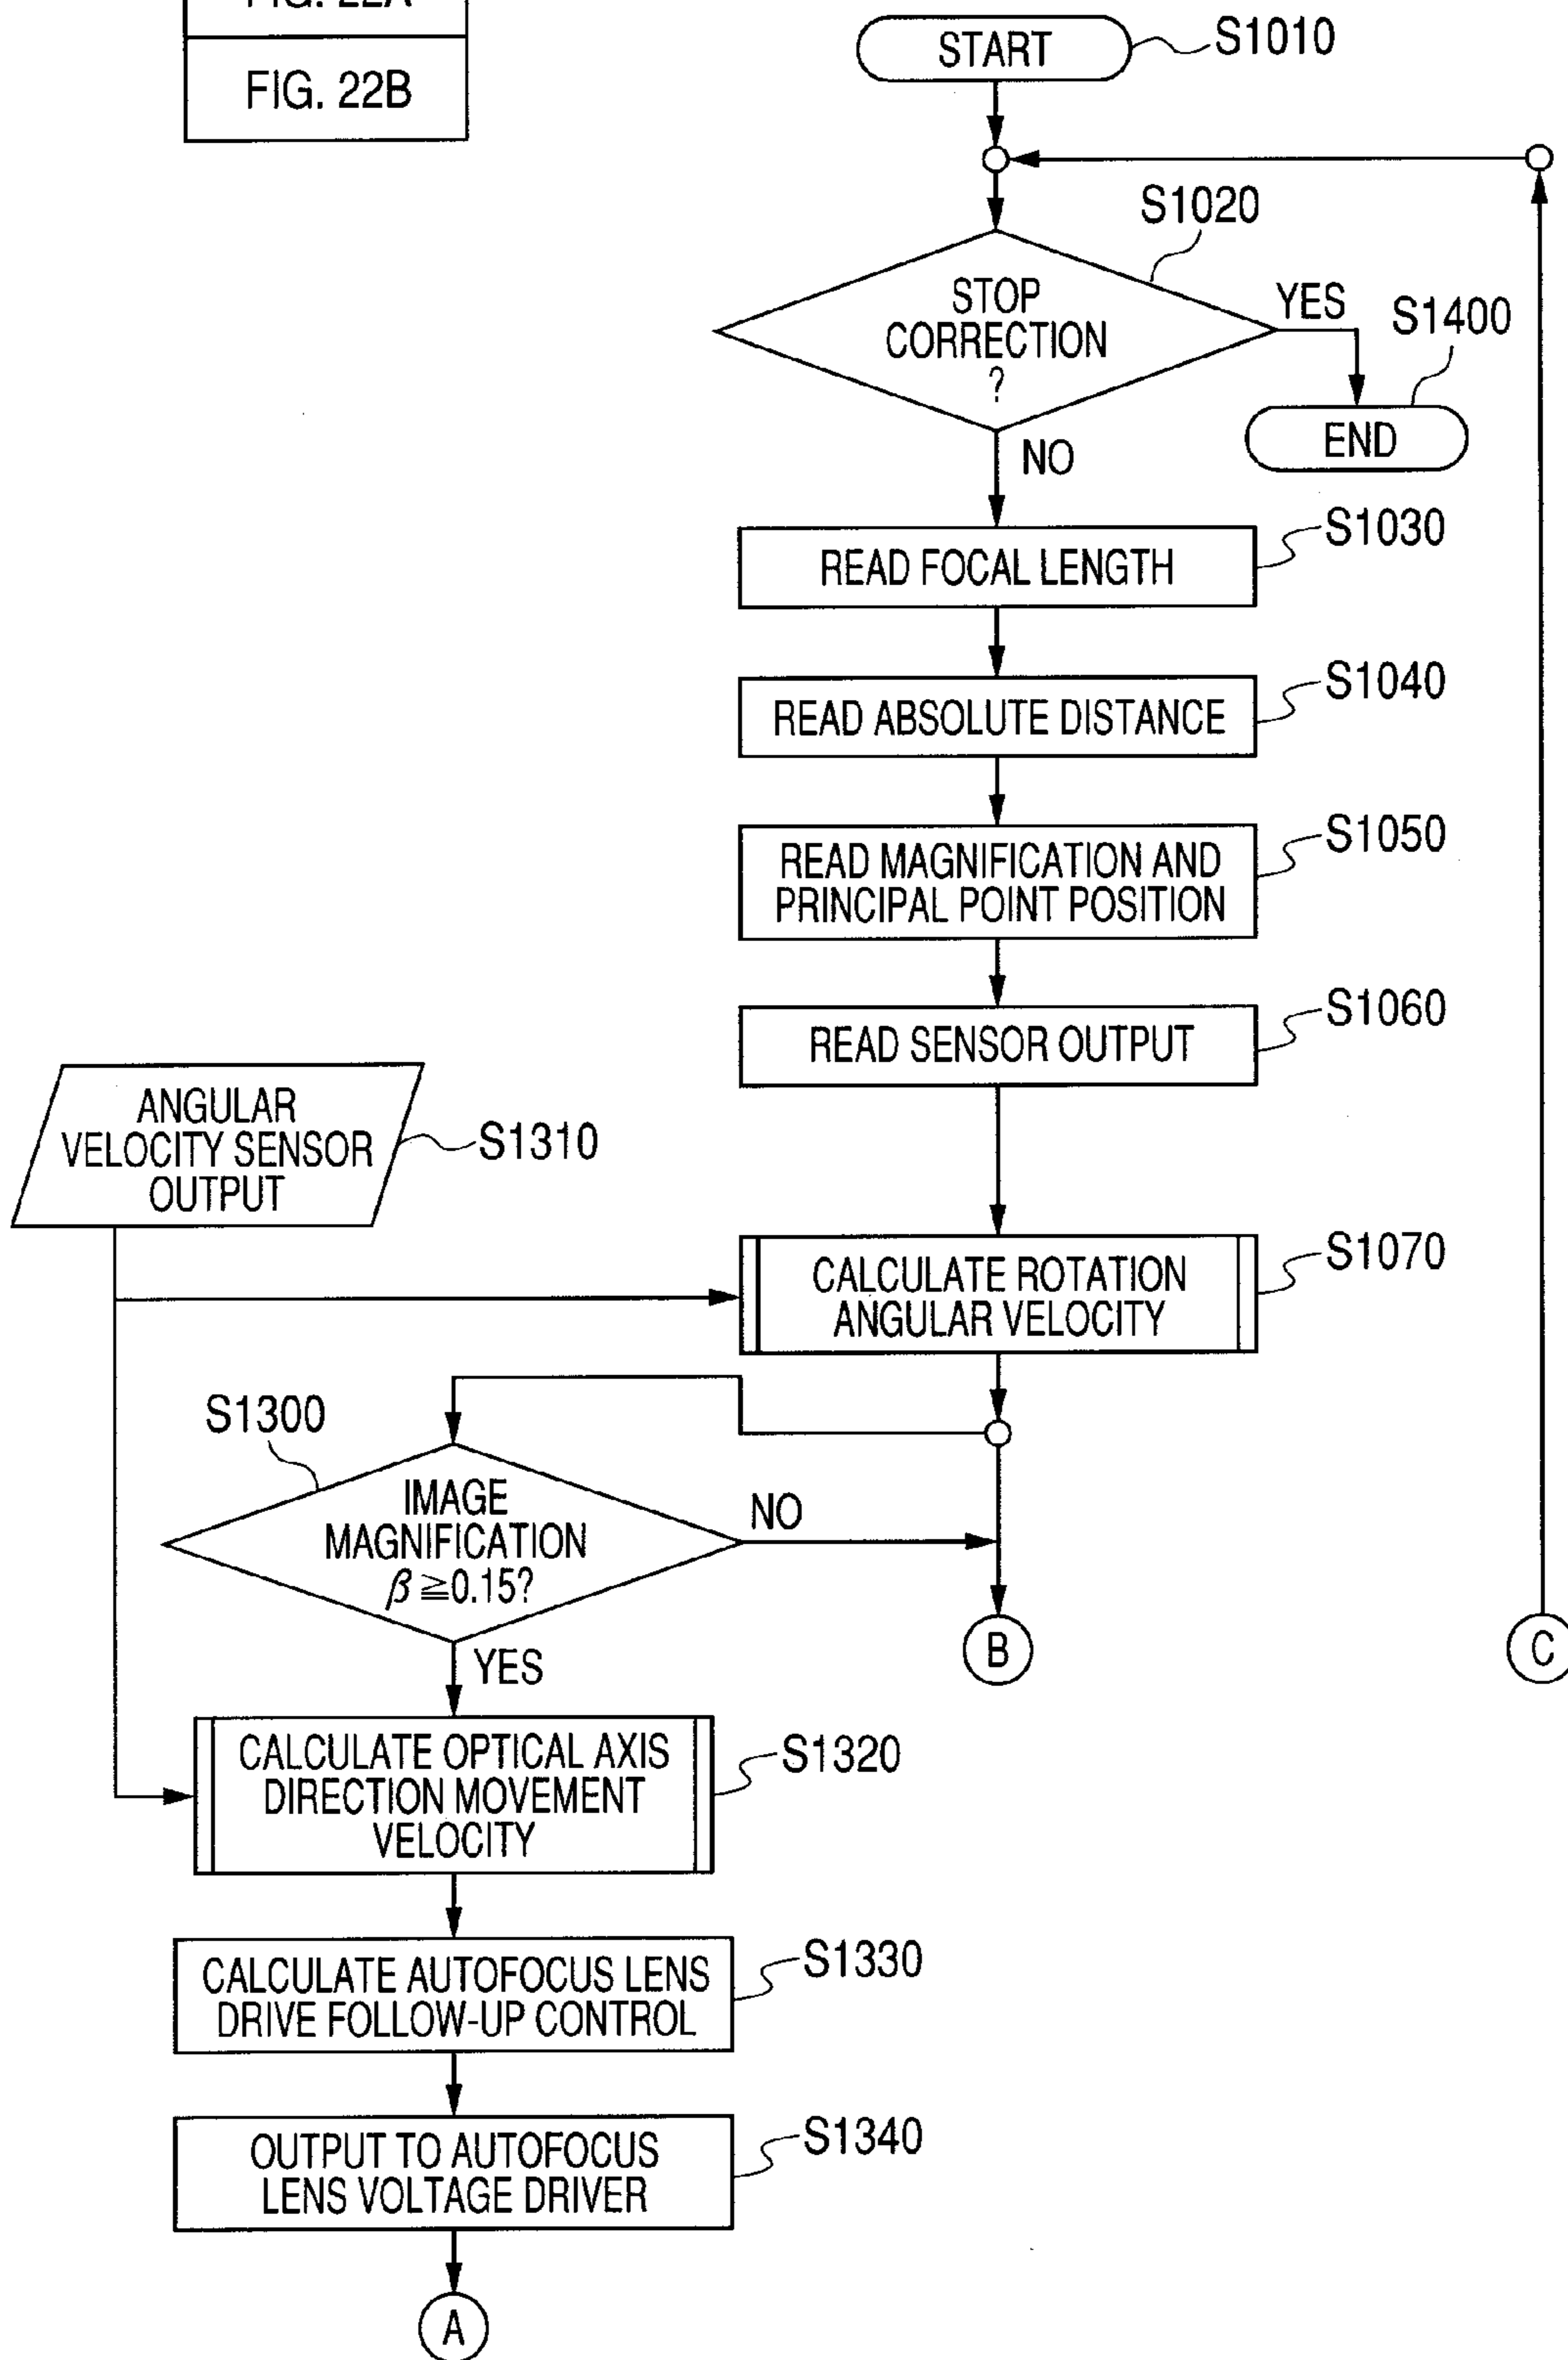 FIG. 22A
FIG. 22B
START
S1010
S1020
STOP
CORRECTION
?
YES
S1400
END
NO
READ FOCAL LENGTH
S1030
READ ABSOLUTE DISTANCE
S1040
READ MAGNIFICATION AND
PRINCIPAL POINT POSITION
S1050
READ SENSOR OUTPUT
S1060
ANGULAR
VELOCITY SENSOR
OUTPUT
S1310
CALCULATE ROTATION
ANGULAR VELOCITY
S1070
S1300
IMAGE
MAGNIFICATION
β ≧0.15?
NO
YES
B
C
CALCULATE OPTICAL AXIS
DIRECTION MOVEMENT
VELOCITY
S1320
CALCULATE AUTOFOCUS LENS
DRIVE FOLLOW-UP CONTROL
S1330
OUTPUT TO AUTOFOCUS
LENS VOLTAGE DRIVER
S1340
A